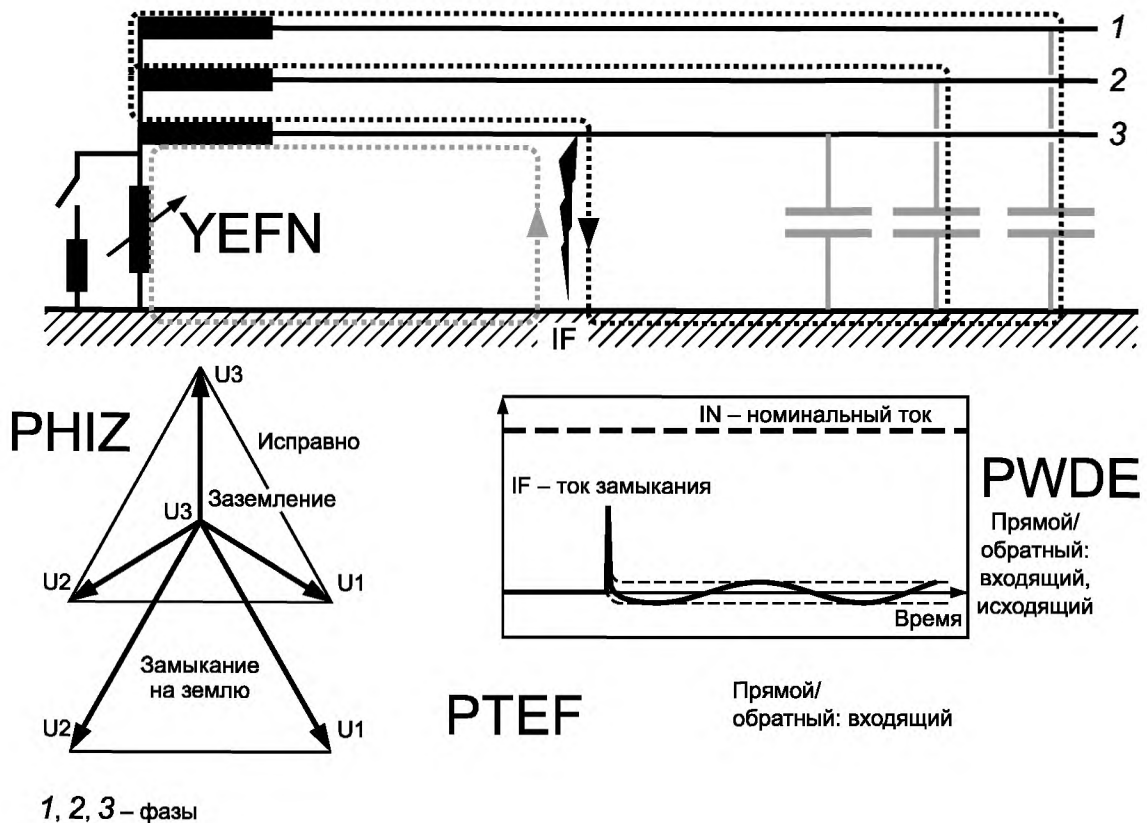 1
2
3
YEFN
IF
PHIZ
U3
Исправно
Заземление
U3
U2
U1
Замыкание
на землю
U2
U1
IN – номинальный ток
IF – ток замыкания
Время
PWDE
Прямой/
обратный:
входящий,
исходящий
PTEF
Прямой/
обратный: входящий
1, 2, 3 – фазы